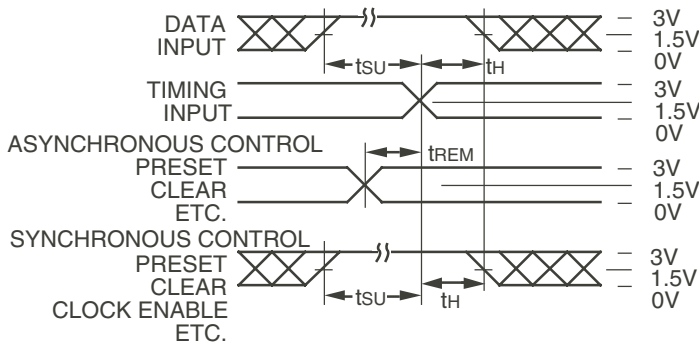 DATA
INPUT
tSU
tH
3V
1.5V
0V
TIMING
INPUT
3V
1.5V
0V
ASYNCHRONOUS CONTROL
PRESET
CLEAR
ETC.
tREM
3V
1.5V
0V
SYNCHRONOUS CONTROL
PRESET
CLEAR
CLOCK ENABLE
ETC.
tSU
tH
3V
1.5V
0V